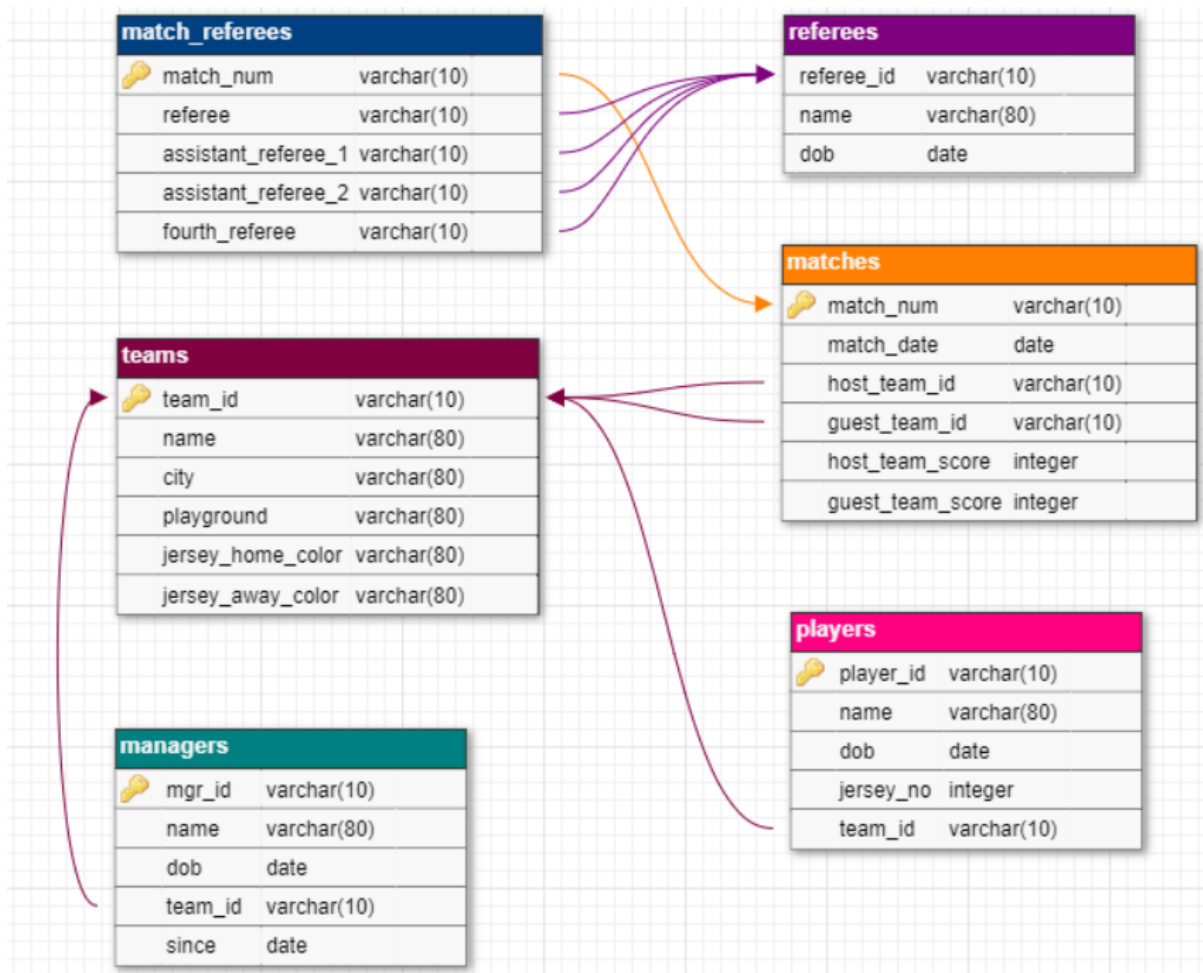 match_referees
match_num varchar(10)
referee varchar(10)
assistant_referee_1 varchar(10)
assistant_referee_2 varchar(10)
fourth_referee varchar(10)
referees
referee_id varchar(10)
name varchar(80)
dob date
matches
match_num varchar(10)
match_date date
host_team_id varchar(10)
guest_team_id varchar(10)
host_team_score integer
guest_team_score integer
teams
team_id varchar(10)
name varchar(80)
city varchar(80)
playground varchar(80)
jersey_home_color varchar(80)
jersey_away_color varchar(80)
players
player_id varchar(10)
name varchar(80)
dob date
jersey_no integer
team_id varchar(10)
managers
mgr_id varchar(10)
name varchar(80)
dob date
team_id varchar(10)
since date